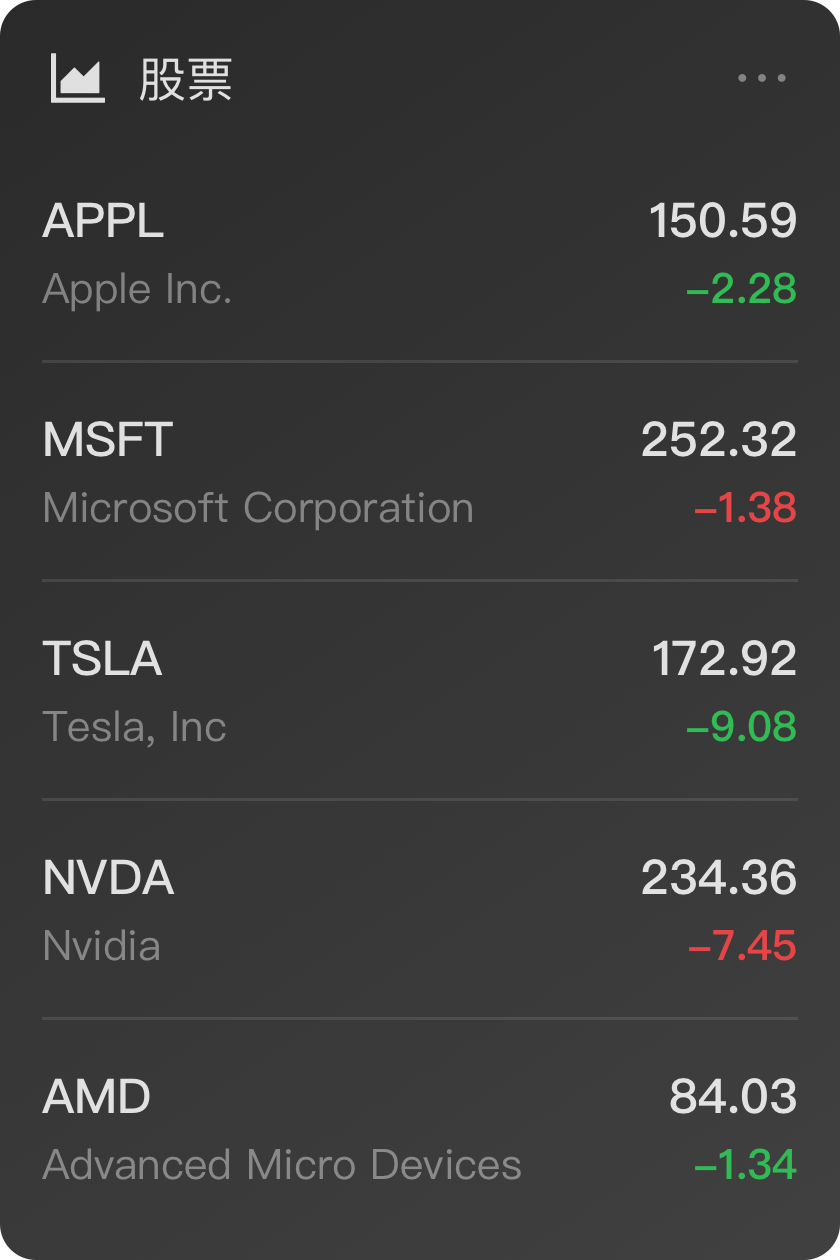 股票
APPL 150.59
Apple Inc. -2.28
MSFT 252.32
Microsoft Corporation -1.38
TSLA 172.92
Tesla, Inc -9.08
NVDA 234.36
Nvidia -7.45
AMD 84.03
Advanced Micro Devices -1.34